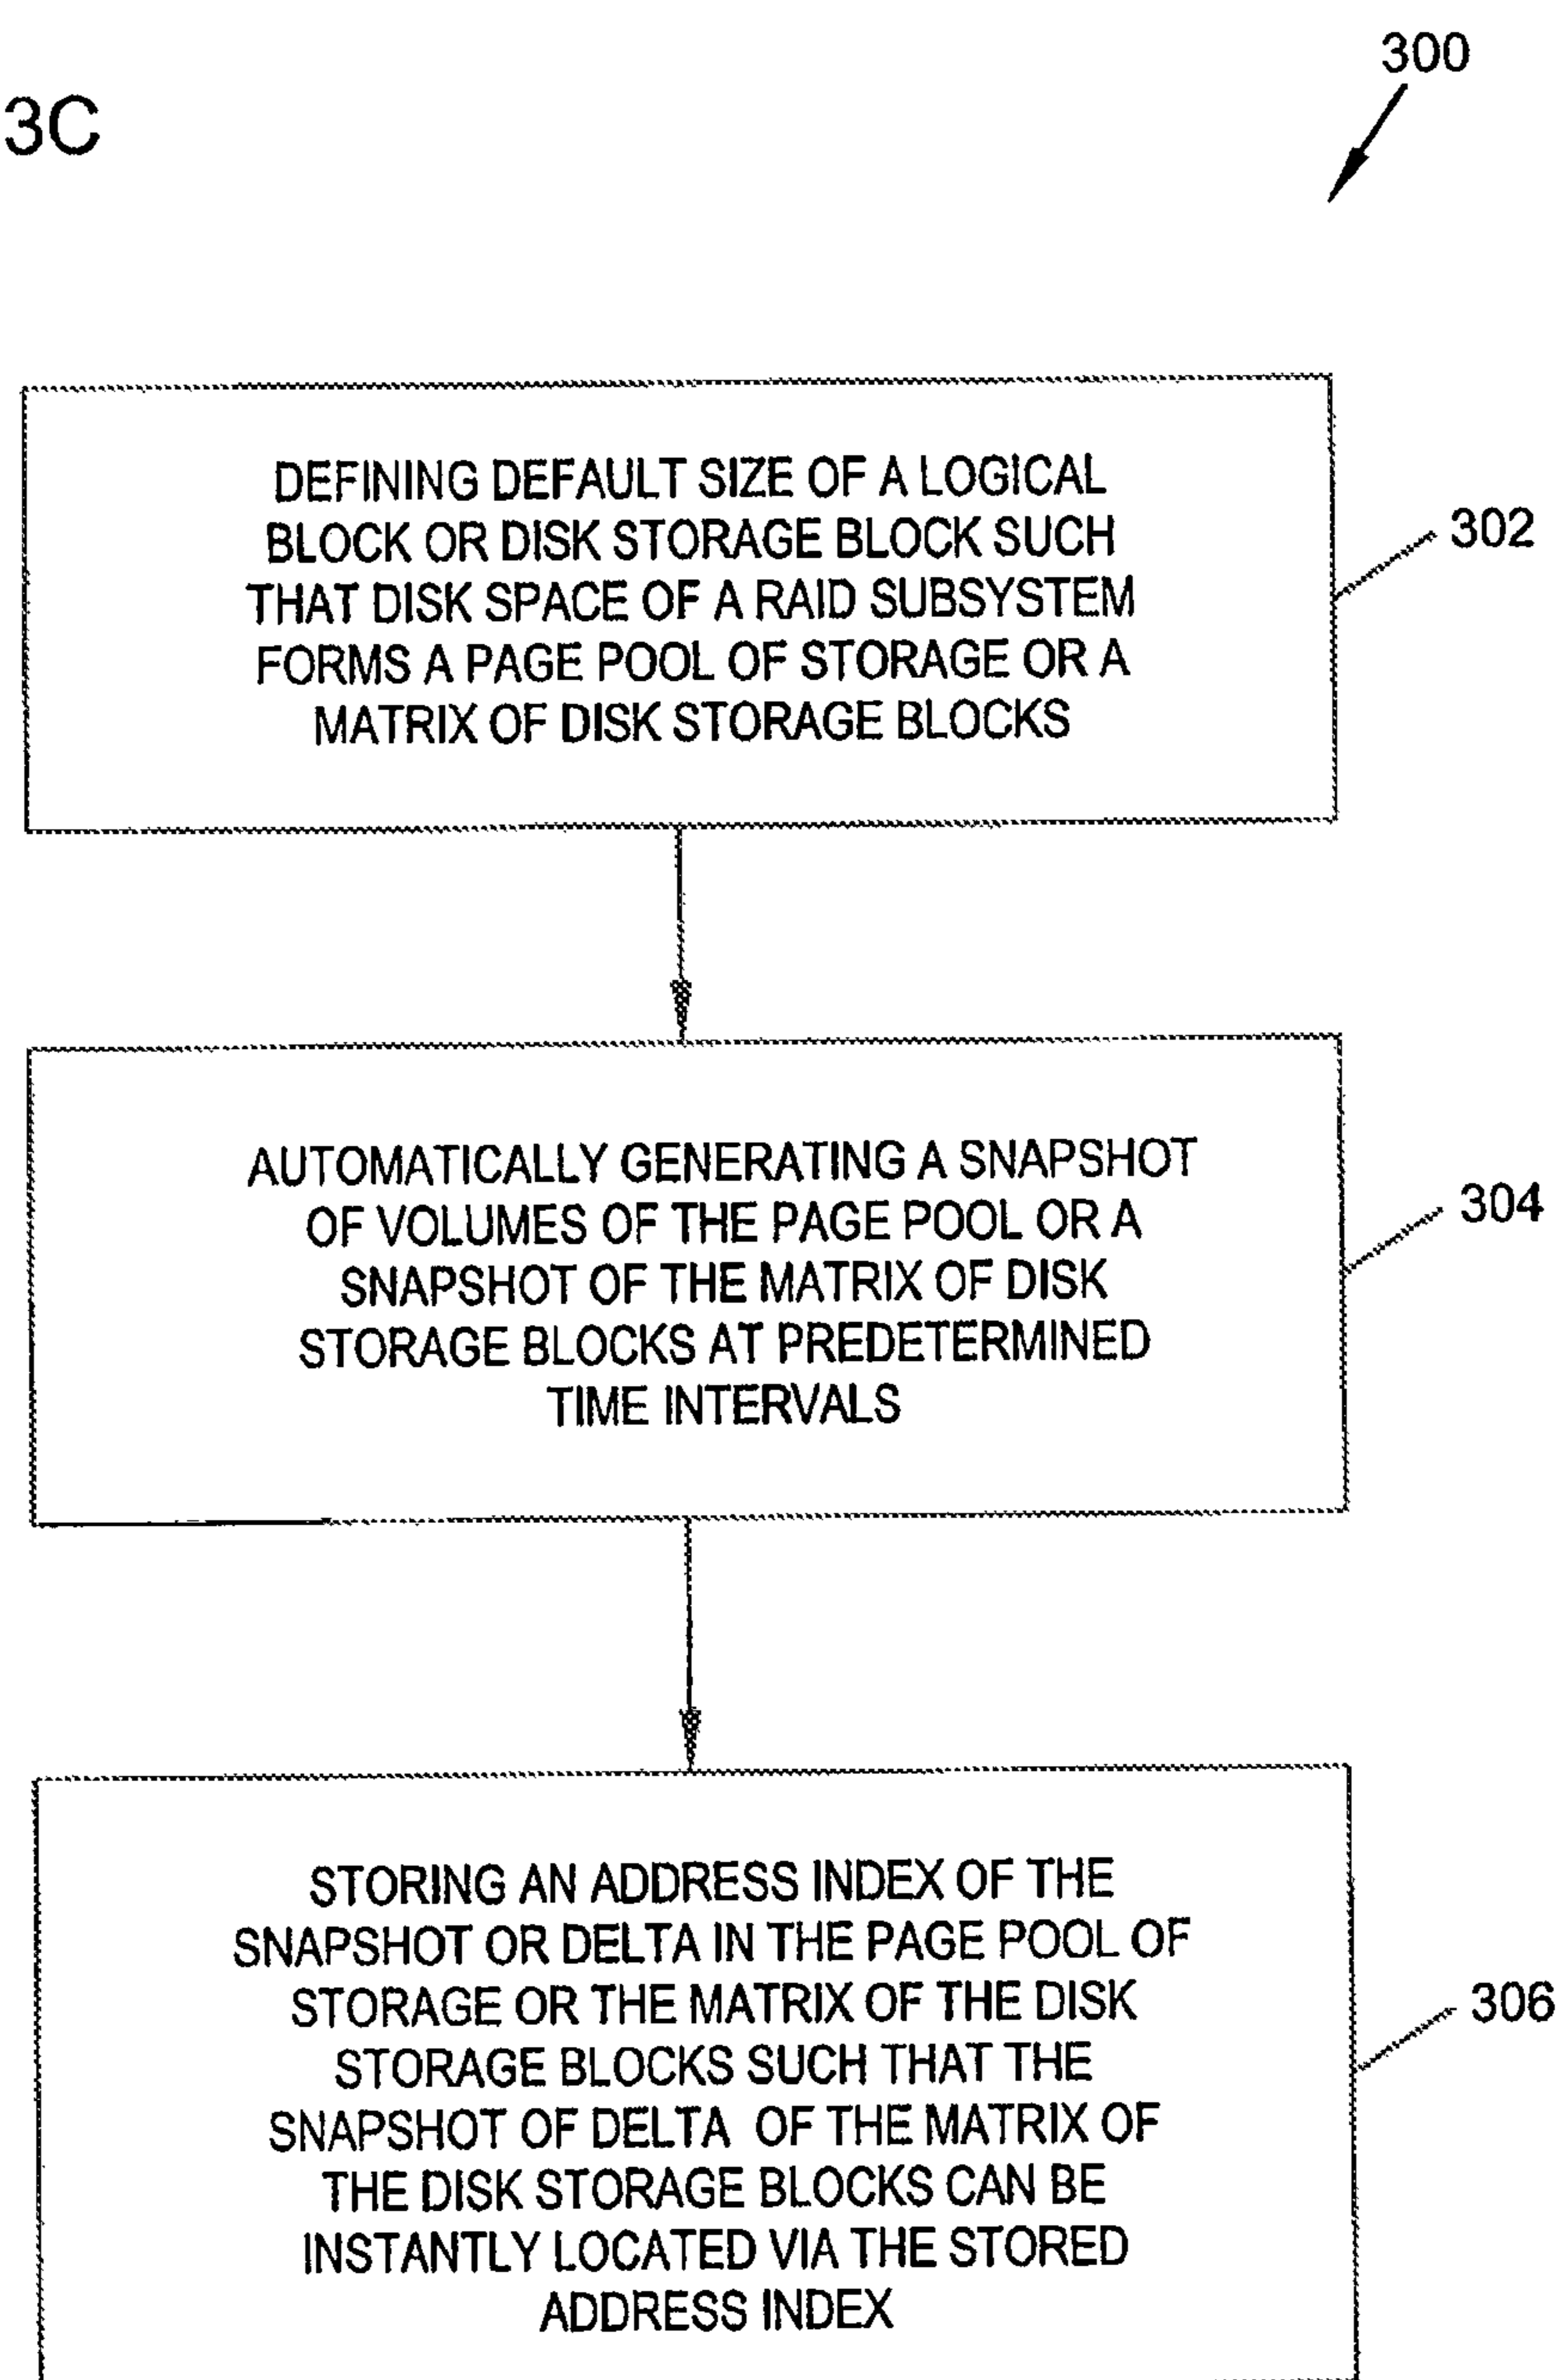 300
3C
DEFINING DEFAULT SIZE OF A LOGICAL
BLOCK OR DISK STORAGE BLOCK SUCH
THAT DISK SPACE OF A RAID SUBSYSTEM
FORMS A PAGE POOL OF STORAGE OR A
MATRIX OF DISK STORAGE BLOCKS
302
AUTOMATICALLY GENERATING A SNAPSHOT
OF VOLUMES OF THE PAGE POOL OR A
SNAPSHOT OF THE MATRIX OF DISK
STORAGE BLOCKS AT PREDETERMINED
TIME INTERVALS
304
STORING AN ADDRESS INDEX OF THE
SNAPSHOT OR DELTA IN THE PAGE POOL OF
STORAGE OR THE MATRIX OF THE DISK
STORAGE BLOCKS SUCH THAT THE
SNAPSHOT OF DELTA OF THE MATRIX OF
THE DISK STORAGE BLOCKS CAN BE
INSTANTLY LOCATED VIA THE STORED
ADDRESS INDEX
306